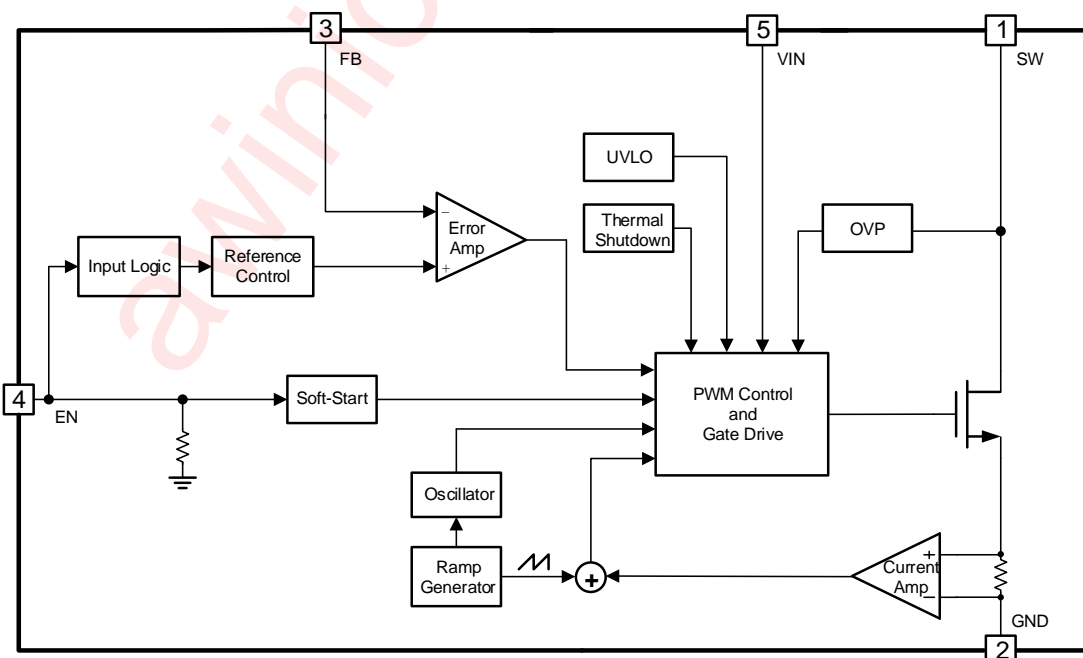 3
5
1
FB
VIN
SW
UVLO
Thermal
Shutdown
OVP
−
Error
Amp
+
Input Logic
Reference
Control
4
EN
Soft-Start
PWM Control
and
Gate Drive
Oscillator
Ramp
Generator
+
+
Current
Amp
−
GND
2
awinic